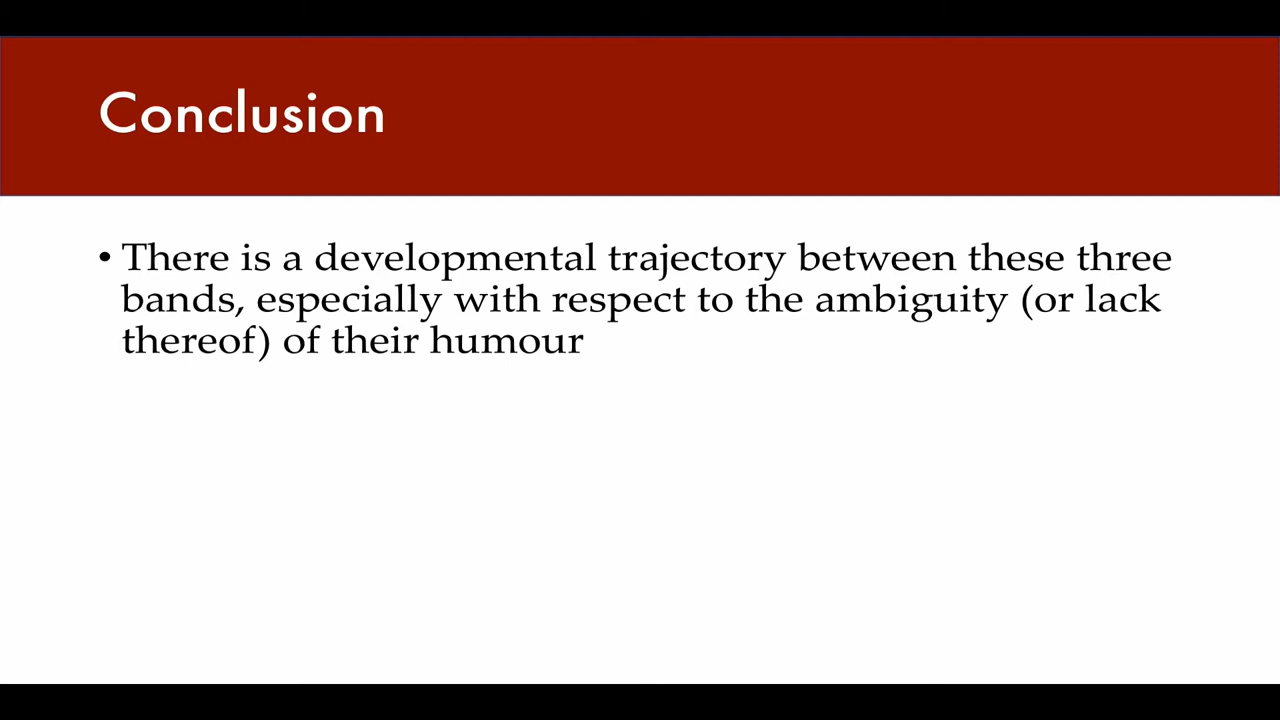 Conclusion
• There is a developmental trajectory between these three
bands, especially with respect to the ambiguity (or lack
thereof) of their humour